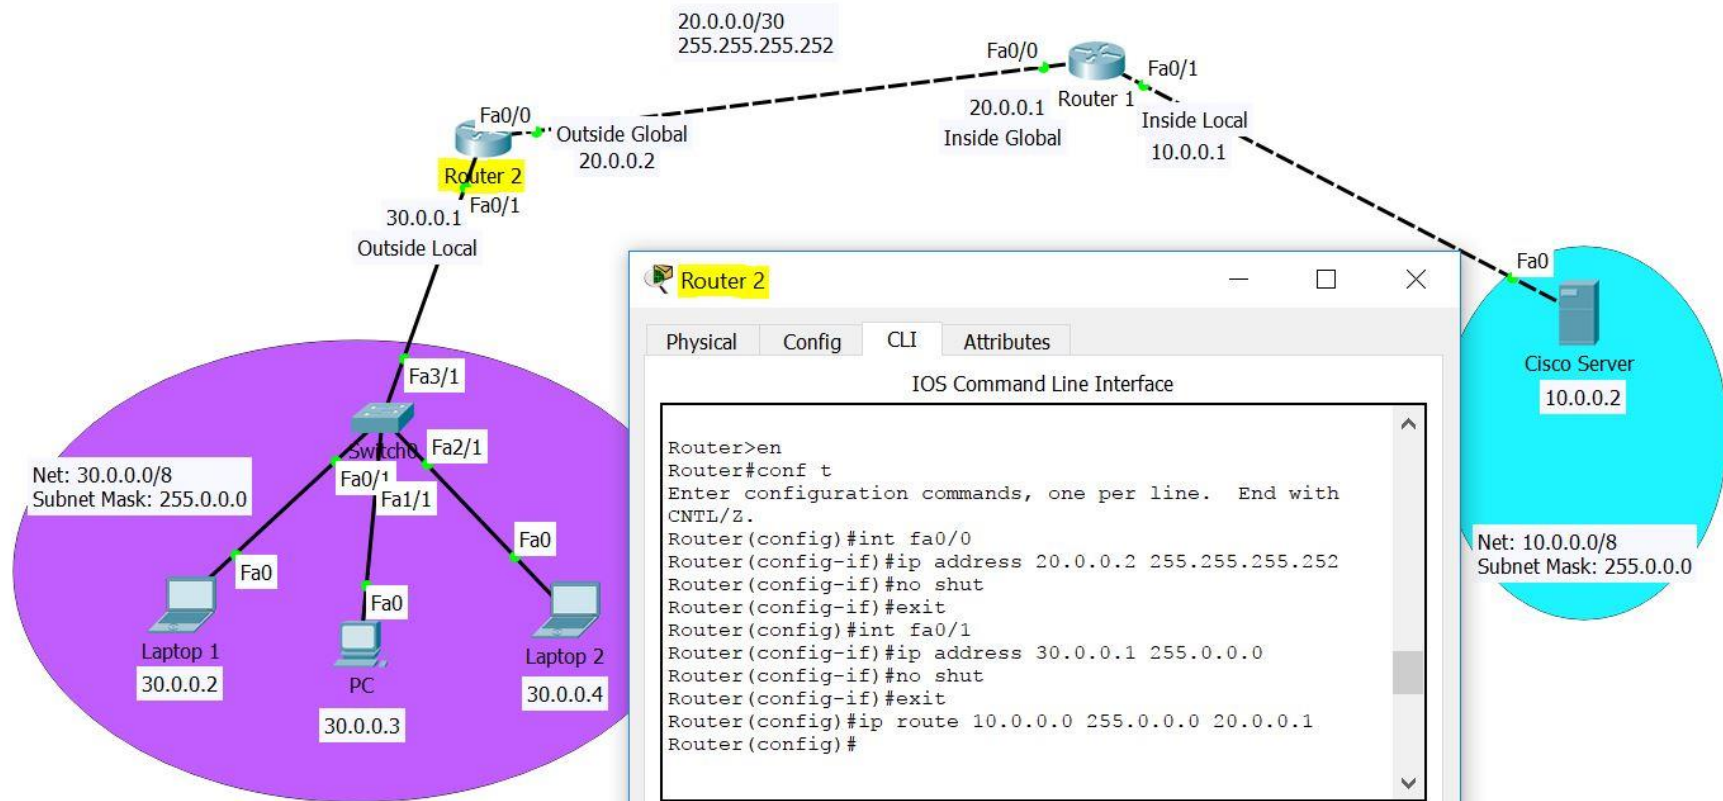 20.0.0.0/30
255.255.255.252
Fa0/0
Fa0/1
Router 1
20.0.0.1
Inside Global
Inside Local
10.0.0.1
Fa0/0
Outside Global
20.0.0.2
Router 2
Fa0/1
30.0.0.1
Outside Local
Fa3/1
Switch0
Fa2/1
Fa0/1
Fa1/1
Net: 30.0.0.0/8
Subnet Mask: 255.0.0.0
Fa0
Fa0
Fa0
Laptop 1
30.0.0.2
PC
30.0.0.3
Laptop 2
30.0.0.4
Router 2
Physical Config CLI Attributes
IOS Command Line Interface
Router>en
Router#conf t
Enter configuration commands, one per line.  End with
CNTL/Z.
Router(config)#int fa0/0
Router(config-if)#ip address 20.0.0.2 255.255.255.252
Router(config-if)#no shut
Router(config-if)#exit
Router(config)#int fa0/1
Router(config-if)#ip address 30.0.0.1 255.0.0.0
Router(config-if)#no shut
Router(config-if)#exit
Router(config)#ip route 10.0.0.0 255.0.0.0 20.0.0.1
Router(config)#
Fa0
Cisco Server
10.0.0.2
Net: 10.0.0.0/8
Subnet Mask: 255.0.0.0